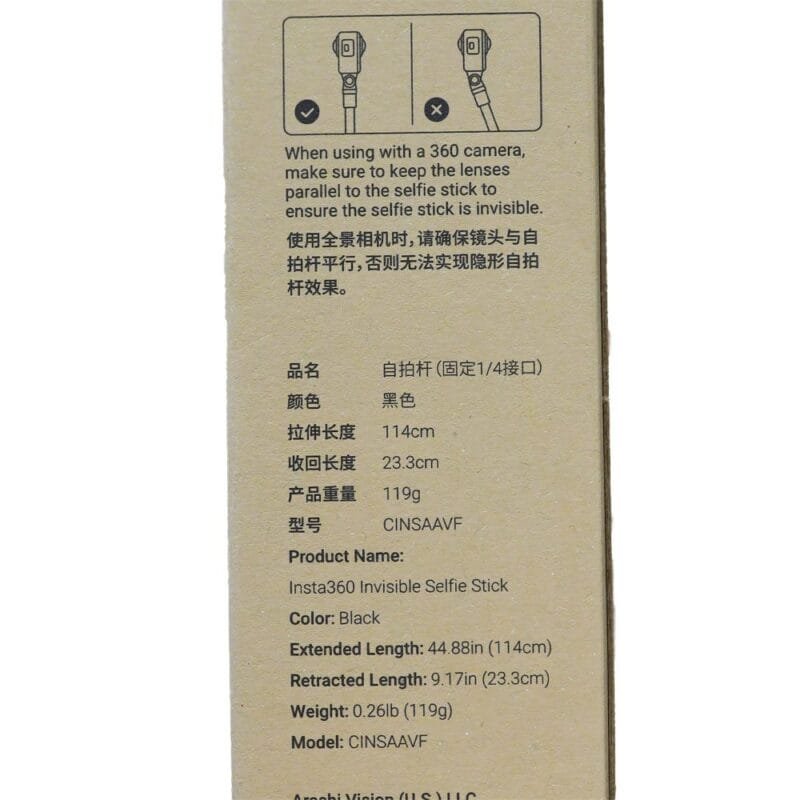 When using with a 360 camera,
make sure to keep the lenses
parallel to the selfie stick to
ensure the selfie stick is invisible.
使用全景相机时,请确保镜头与自
拍杆平行,否则无法实现隐形自拍
杆效果。
品名 自拍杆(固定1/4接口)
颜色 黑色
拉伸长度 114cm
收回长度 23.3cm
产品重量 119g
型号 CINSAAVF
Product Name:
Insta360 Invisible Selfie Stick
Color: Black
Extended Length: 44.88in (114cm)
Retracted Length: 9.17in (23.3cm)
Weight: 0.26lb (119g)
Model: CINSAAVF
Arashi Vision (U.S.) LLC